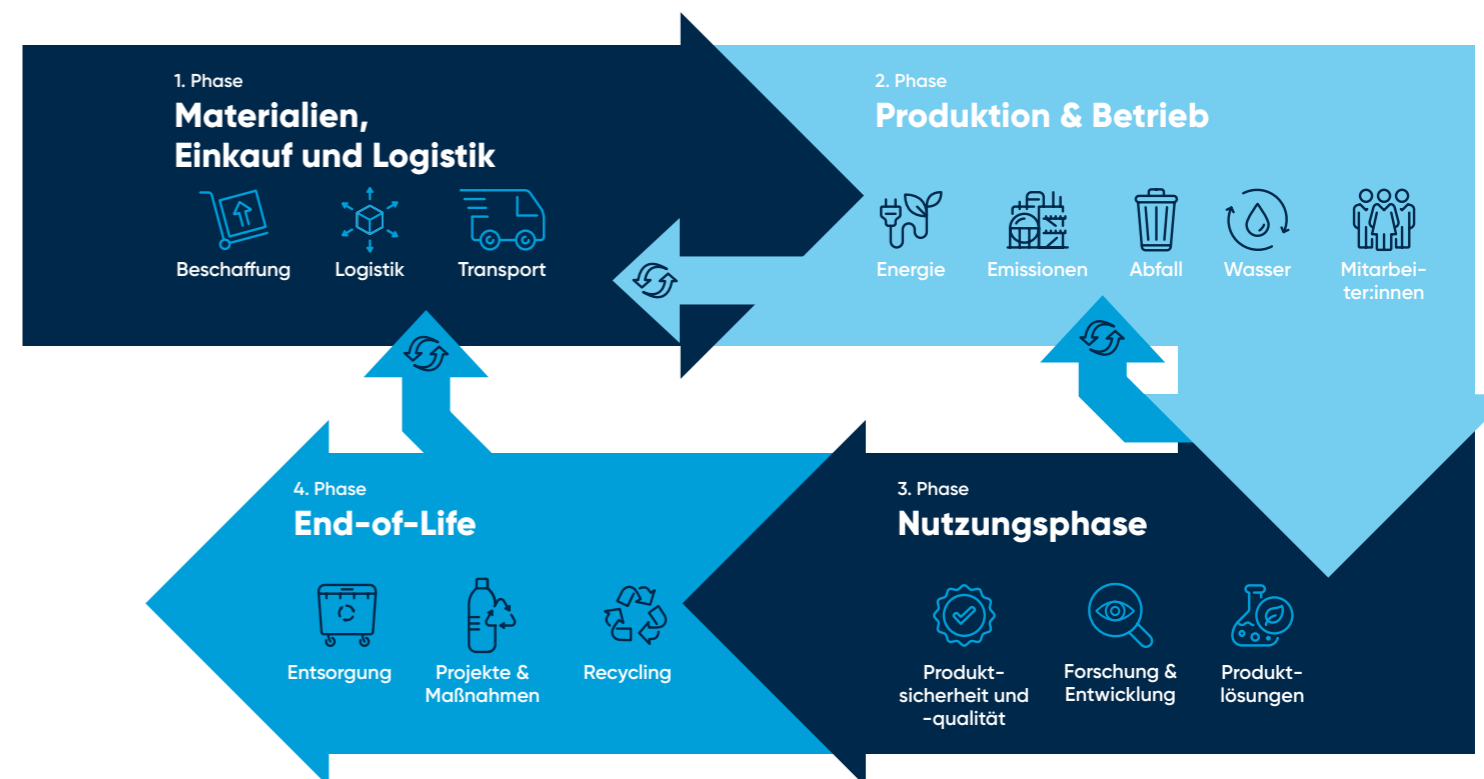 1. Phase
Materialien,
Einkauf und Logistik
Beschaffung
Logistik
Transport
2. Phase
Produktion & Betrieb
Energie
Emissionen
Abfall
Wasser
Mitarbei-
ter:innen
3. Phase
Nutzungsphase
Produkt-
sicherheit und
-qualität
Forschung &
Entwicklung
Produkt-
lösungen
4. Phase
End-of-Life
Entsorgung
Projekte &
Maßnahmen
Recycling